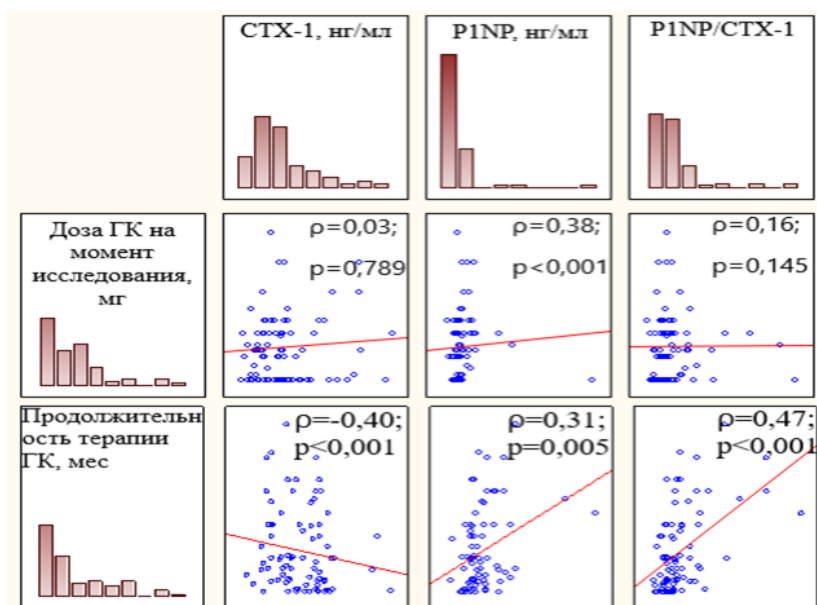 СТХ-1, нг/мл
P1NP, нг/мл
P1NP/СТХ-1
Доза ГК на
момент
исследования,
мг
ρ=0,03;
p=0,789
ρ=0,38;
p<0,001
ρ=0,16;
p=0,145
Продолжительн
ость терапии
ГК, мес
ρ=-0,40;
p<0,001
ρ=0,31;
p=0,005
ρ=0,47;
p<0,001